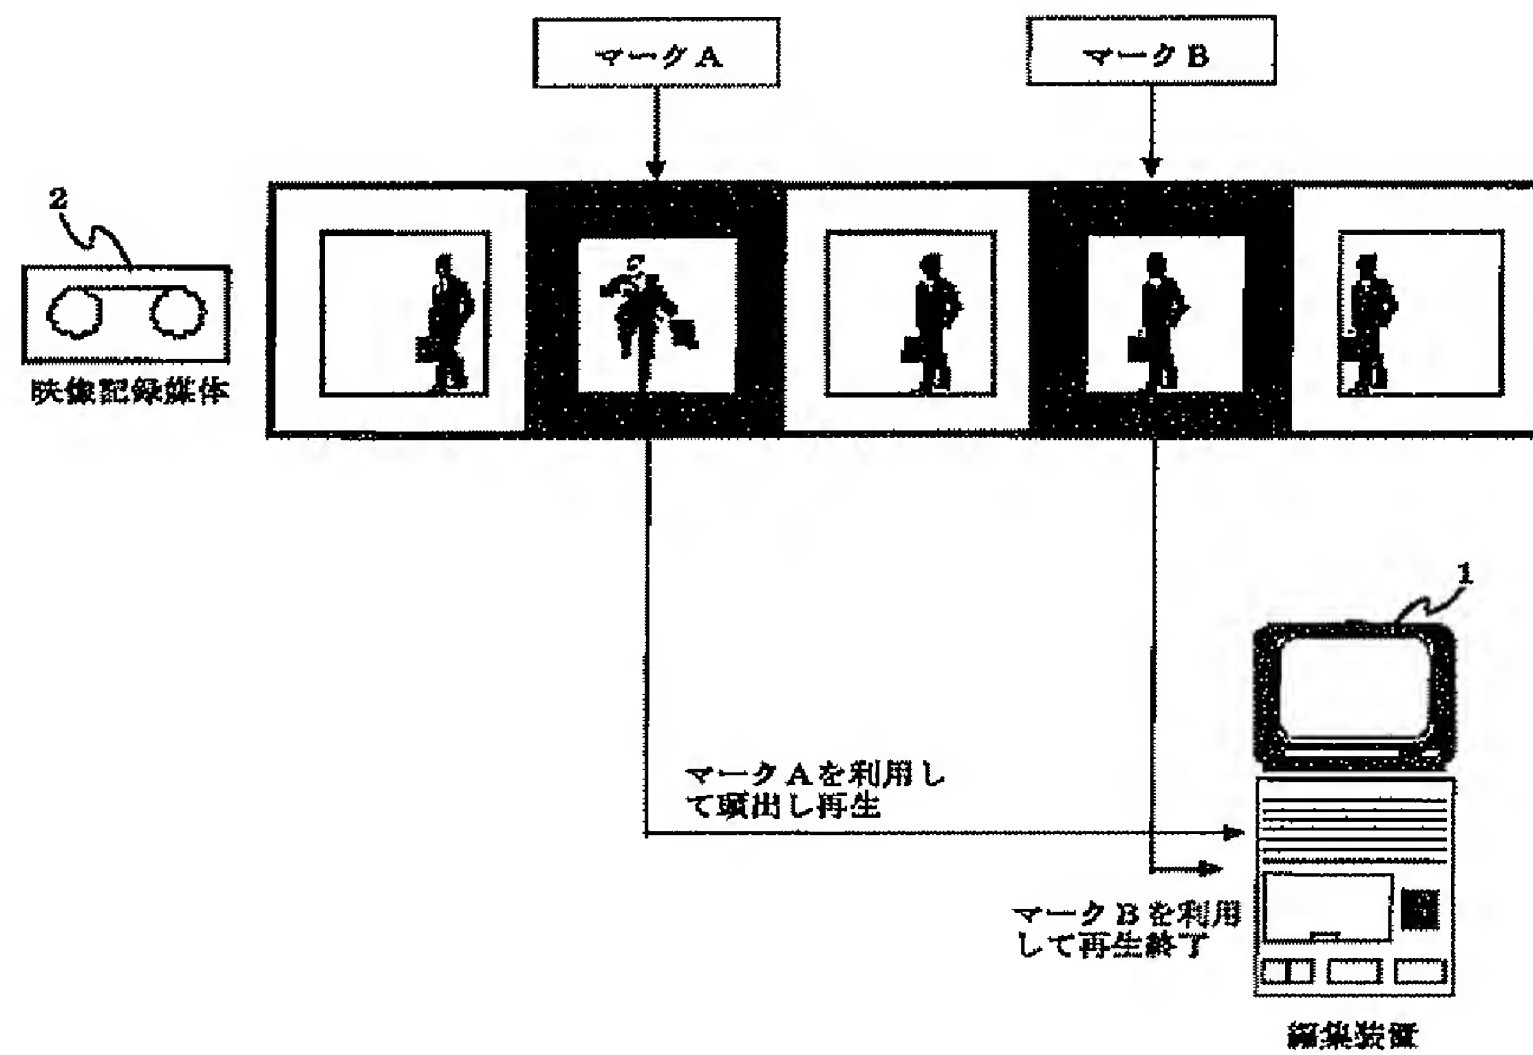 マークA
マークB
2
映像記録媒体
1
マークAを利用し
て頭出し再生
マークBを利用
して再生終了
編集装置